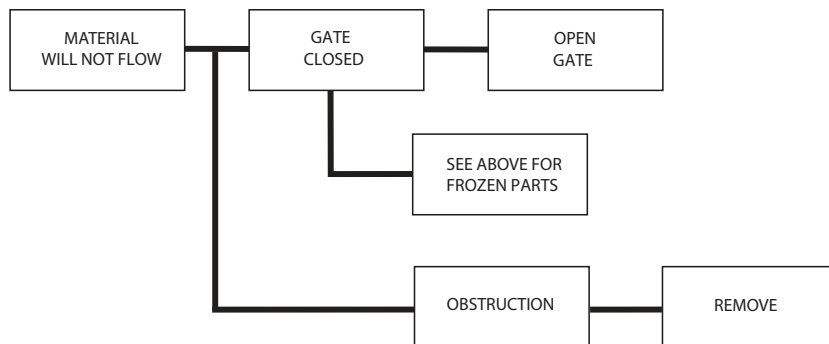 MATERIAL
WILL NOT FLOW
GATE
CLOSED
OPEN
GATE
SEE ABOVE FOR
FROZEN PARTS
OBSTRUCTION
REMOVE